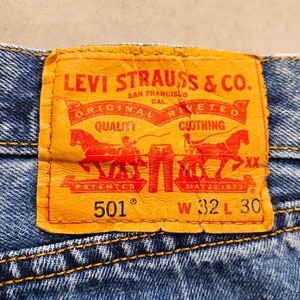 LEVI STRAUSS & CO.
SAN FRANCISCO
CAL.
ORIGINAL RIVETED
QUALITY CLOTHING
XX
PATENTED MAY 20 1873
501® W 32 L 30